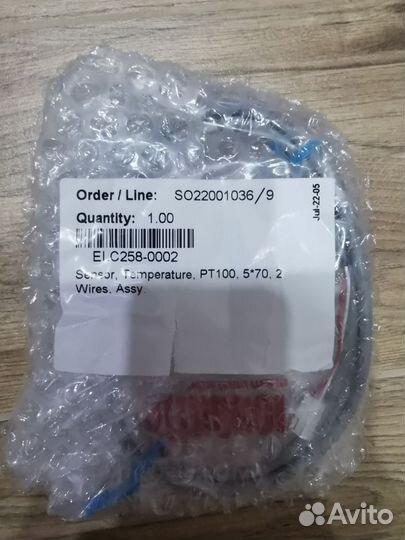 Order / Line: SO22001036/9
Quantity: 1.00
Jul-22-05
ELC258-0002
Sensor, Temperature, PT100, 5*70, 2
Wires, Assy.
Avito